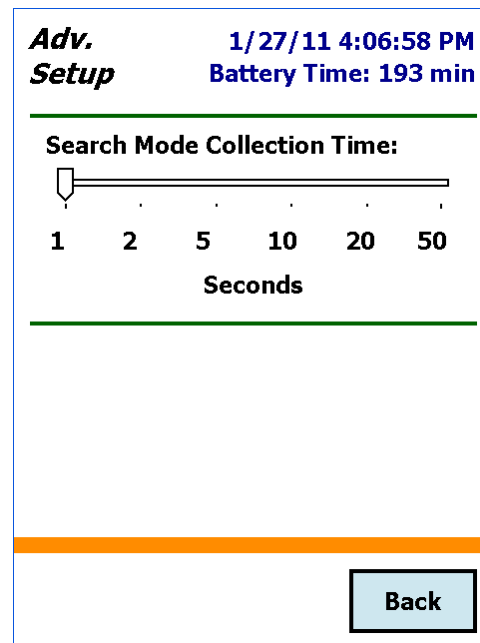 Adv. 1/27/11 4:06:58 PM
Setup Battery Time: 193 min
Search Mode Collection Time:
1 2 5 10 20 50
Seconds
Back